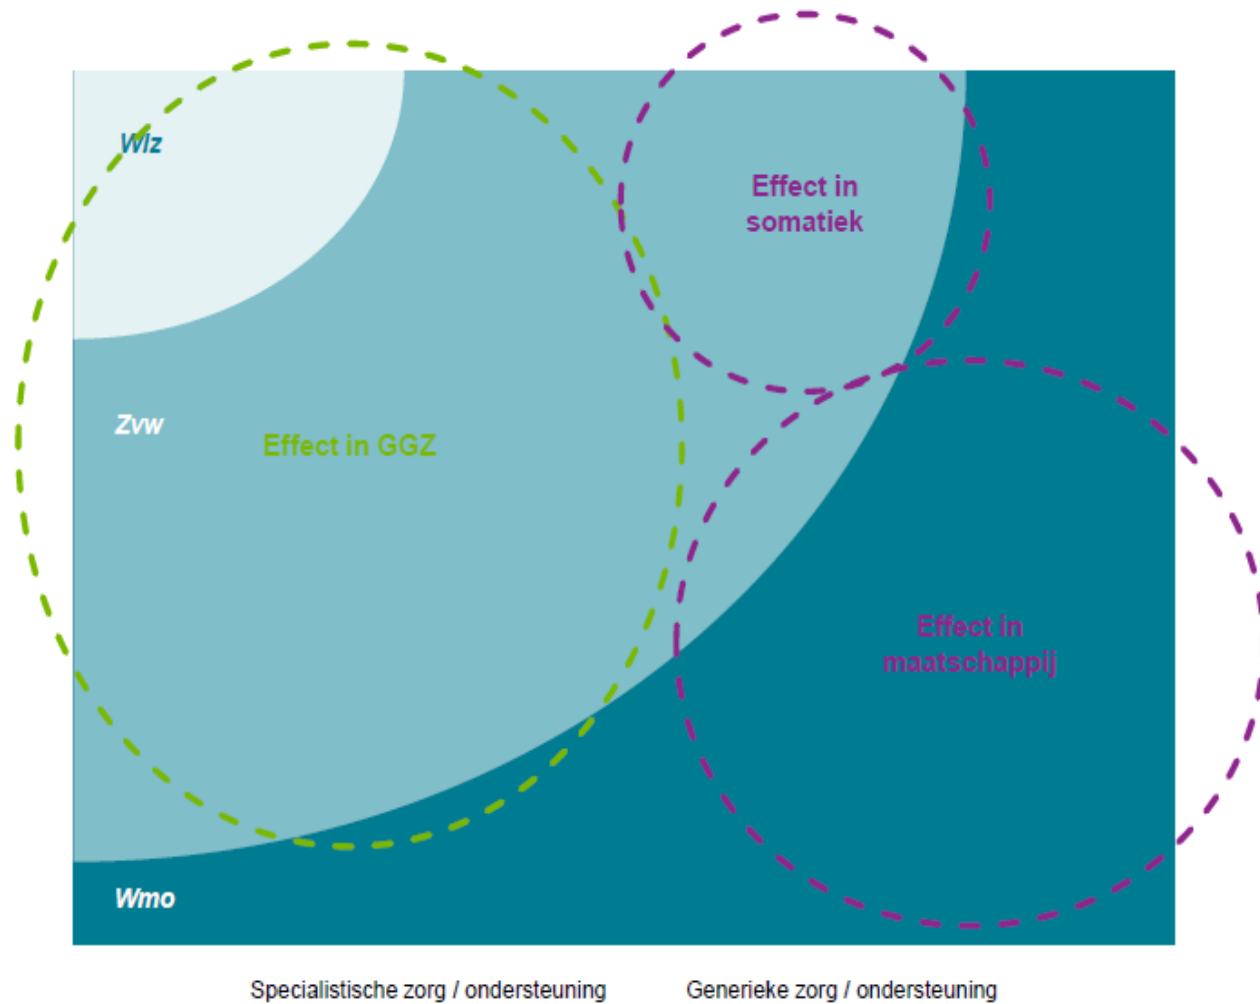 Wlz
Effect in
somatiek
Zvw
Effect in GGZ
Effect in
maatschappij
Wmo
Specialistische zorg / ondersteuning
Generieke zorg / ondersteuning